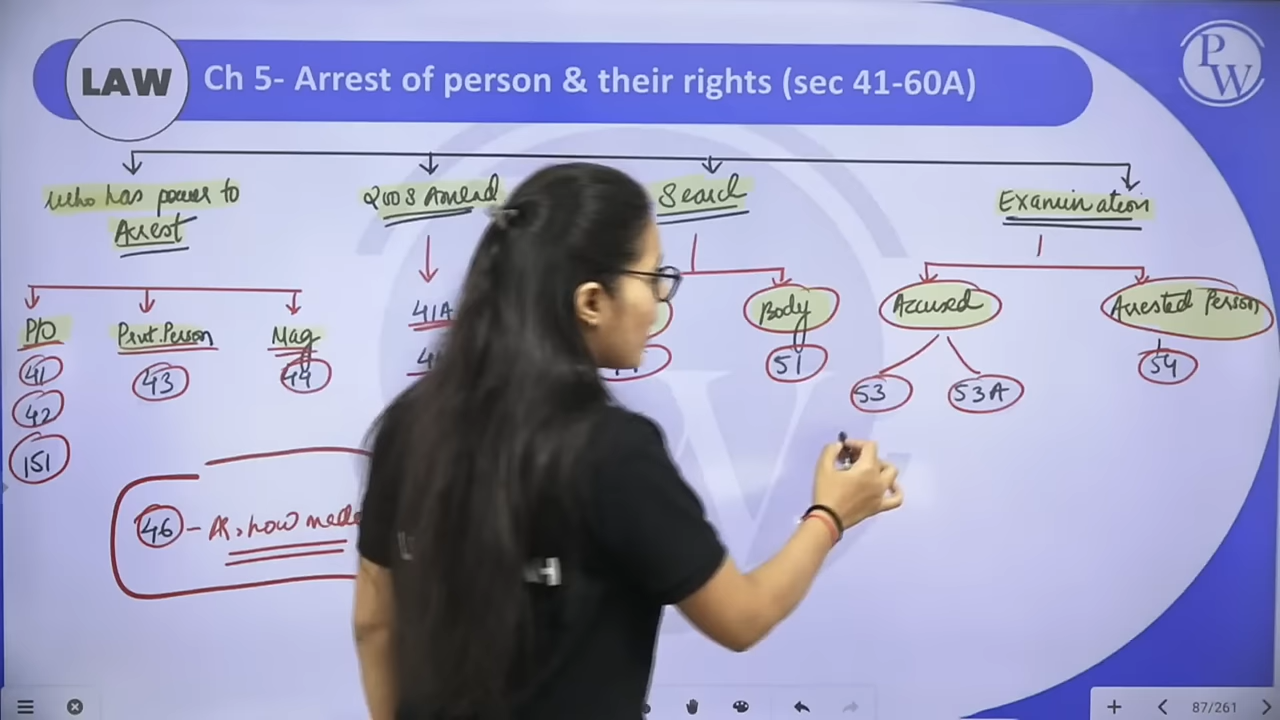 LAW
Ch 5- Arrest of person & their rights (sec 41-60A)
PW
who has power to
Arrest
2008 Amend
Search
Examination
P/O
Pvt. Person
Mag
41A
Body
Accused
Arrested Person
41
43
44
51
53
53A
54
42
151
46 - Ar. how made
H
87/261